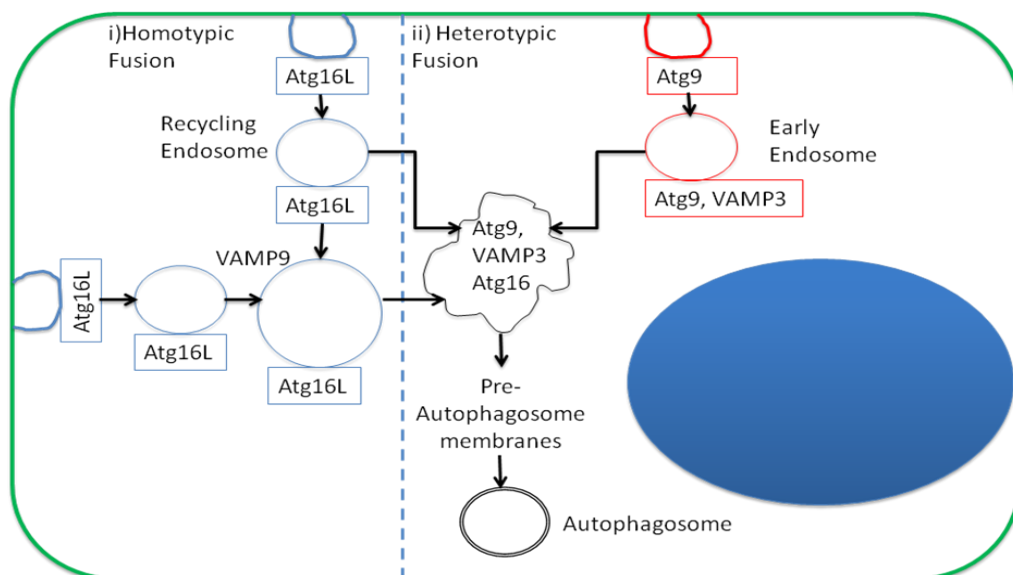 i)Homotypic
Fusion
Atg16L
Recycling
Endosome
Atg16L
VAMP9
Atg16L
Atg16L
Atg16L
ii) Heterotypic
Fusion
Atg9
Early
Endosome
Atg9, VAMP3
Atg9,
VAMP3
Atg16
Pre-
Autophagosome
membranes
Autophagosome